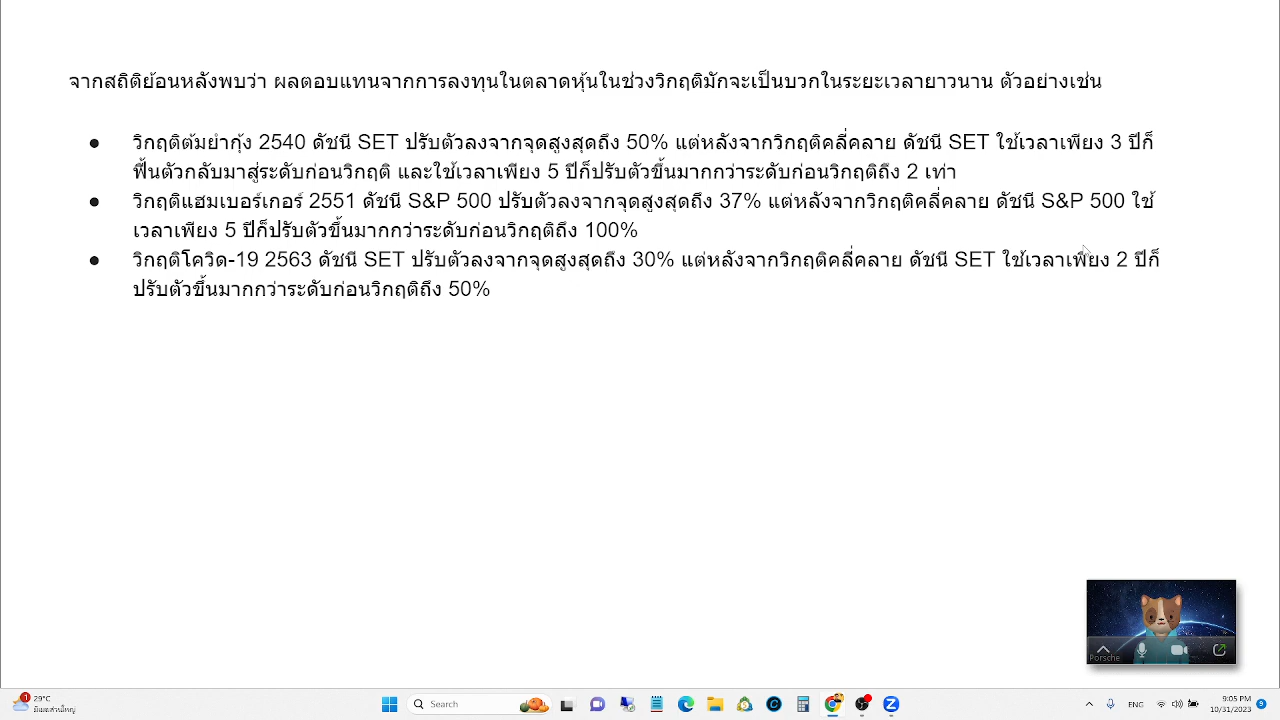 จากสถิติย้อนหลังพบว่า ผลตอบแทนจากการลงทุนในตลาดหุ้นในช่วงวิกฤติมักจะเป็นบวกในระยะเวลายาวนาน ตัวอย่างเช่น
● วิกฤติต้มยำกุ้ง 2540 ดัชนี SET ปรับตัวลงจากจุดสูงสุดถึง 50% แต่หลังจากวิกฤติคลี่คลาย ดัชนี SET ใช้เวลาเพียง 3 ปีก็
ฟื้นตัวกลับมาสู่ระดับก่อนวิกฤติ และใช้เวลาเพียง 5 ปีก็ปรับตัวขึ้นมากกว่าระดับก่อนวิกฤติถึง 2 เท่า
● วิกฤติแฮมเบอร์เกอร์ 2551 ดัชนี S&P 500 ปรับตัวลงจากจุดสูงสุดถึง 37% แต่หลังจากวิกฤติคลี่คลาย ดัชนี S&P 500 ใช้
เวลาเพียง 5 ปีก็ปรับตัวขึ้นมากกว่าระดับก่อนวิกฤติถึง 100%
● วิกฤติโควิด-19 2563 ดัชนี SET ปรับตัวลงจากจุดสูงสุดถึง 30% แต่หลังจากวิกฤติคลี่คลาย ดัชนี SET ใช้เวลาเพียง 2 ปีก็
ปรับตัวขึ้นมากกว่าระดับก่อนวิกฤติถึง 50%
Porsche
1
29°C
Search
ENG
9:05 PM
10/31/2023